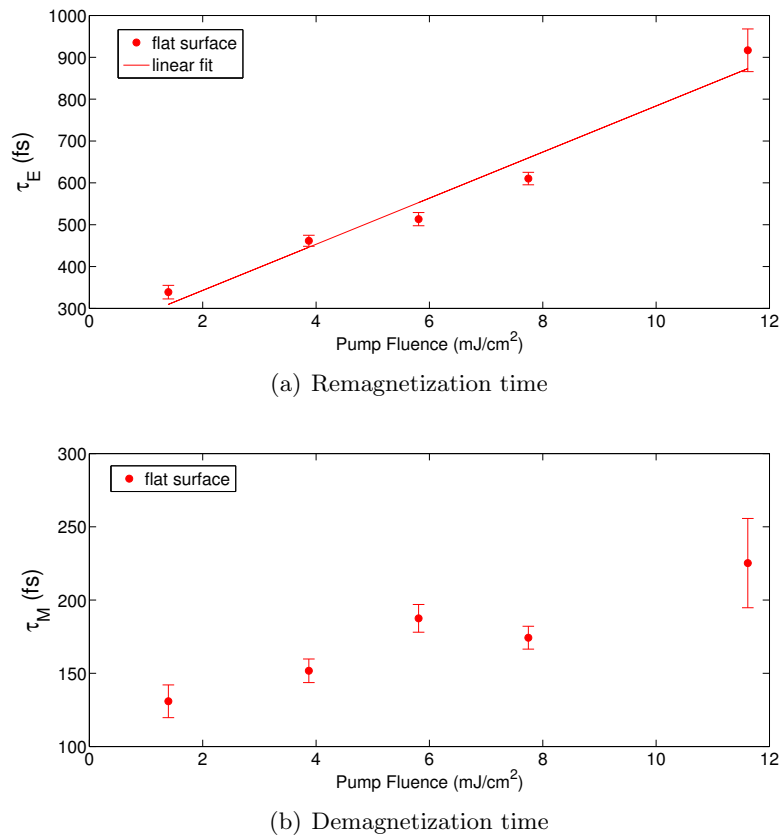 1000
900
800
700
600
500
400
300
τ_E (fs)
flat surface
linear fit
0 2 4 6 8 10 12
Pump Fluence (mJ/cm²)
(a) Remagnetization time
300
250
200
150
100
τ_M (fs)
flat surface
0 2 4 6 8 10 12
Pump Fluence (mJ/cm²)
(b) Demagnetization time